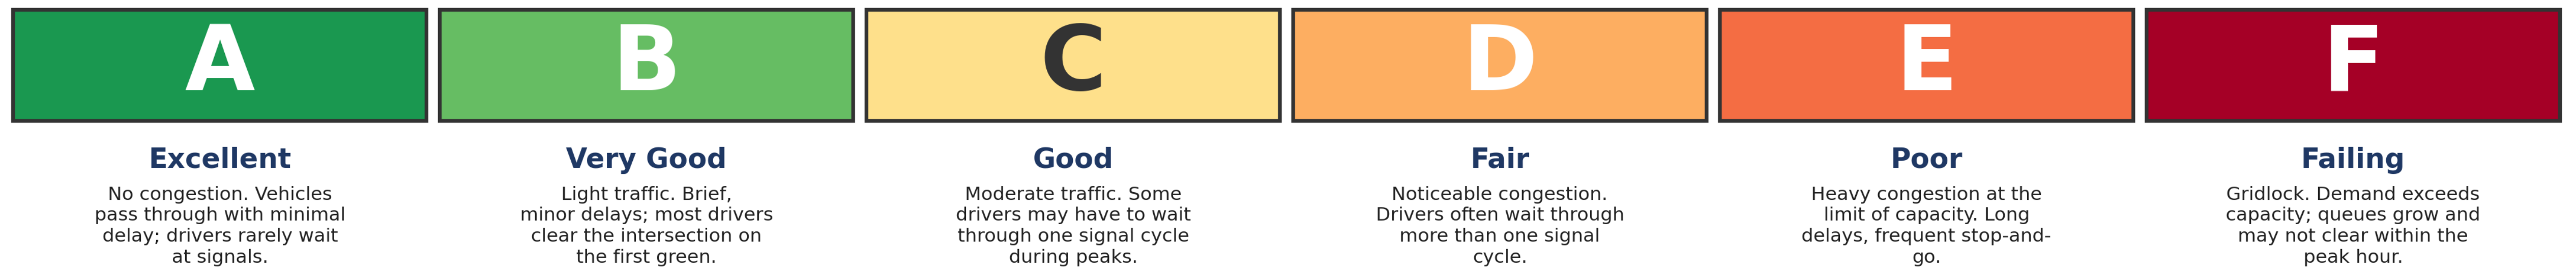 A
Excellent
No congestion. Vehicles
pass through with minimal
delay; drivers rarely wait
at signals.
B
Very Good
Light traffic. Brief,
minor delays; most drivers
clear the intersection on
the first green.
C
Good
Moderate traffic. Some
drivers may have to wait
through one signal cycle
during peaks.
D
Fair
Noticeable congestion.
Drivers often wait through
more than one signal
cycle.
E
Poor
Heavy congestion at the
limit of capacity. Long
delays, frequent stop-and-
go.
F
Failing
Gridlock. Demand exceeds
capacity; queues grow and
may not clear within the
peak hour.